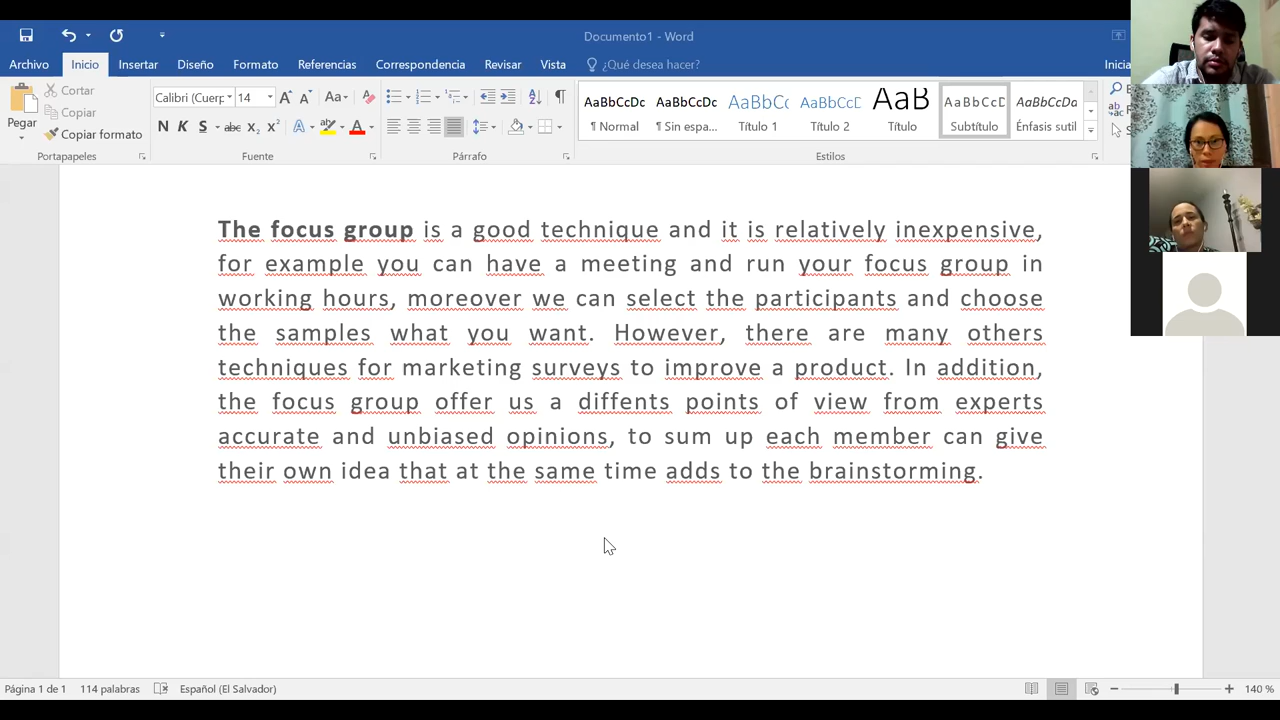 Documento1 - Word
Archivo Inicio Insertar Diseño Formato Referencias Correspondencia Revisar Vista ¿Qué desea hacer? Inicia
Pegar
Cortar
Copiar
Copiar formato
Portapapeles
Calibri (Cuerp 14
Aa
N K S abc x₂ x²
Fuente
Párrafo
AaBbCcDc AaBbCcDc AaBbCc AaBbCcD AaB AaBbCcD AaBbCcDa
¶ Normal ¶ Sin espa... Título 1 Título 2 Título Subtítulo Énfasis sutil
Estilos
The focus group is a good technique and it is relatively inexpensive,
for example you can have a meeting and run your focus group in
working hours, moreover we can select the participants and choose
the samples what you want. However, there are many others
techniques for marketing surveys to improve a product. In addition,
the focus group offer us a diffents points of view from experts
accurate and unbiased opinions, to sum up each member can give
their own idea that at the same time adds to the brainstorming.
Página 1 de 1 114 palabras Español (El Salvador) 140 %